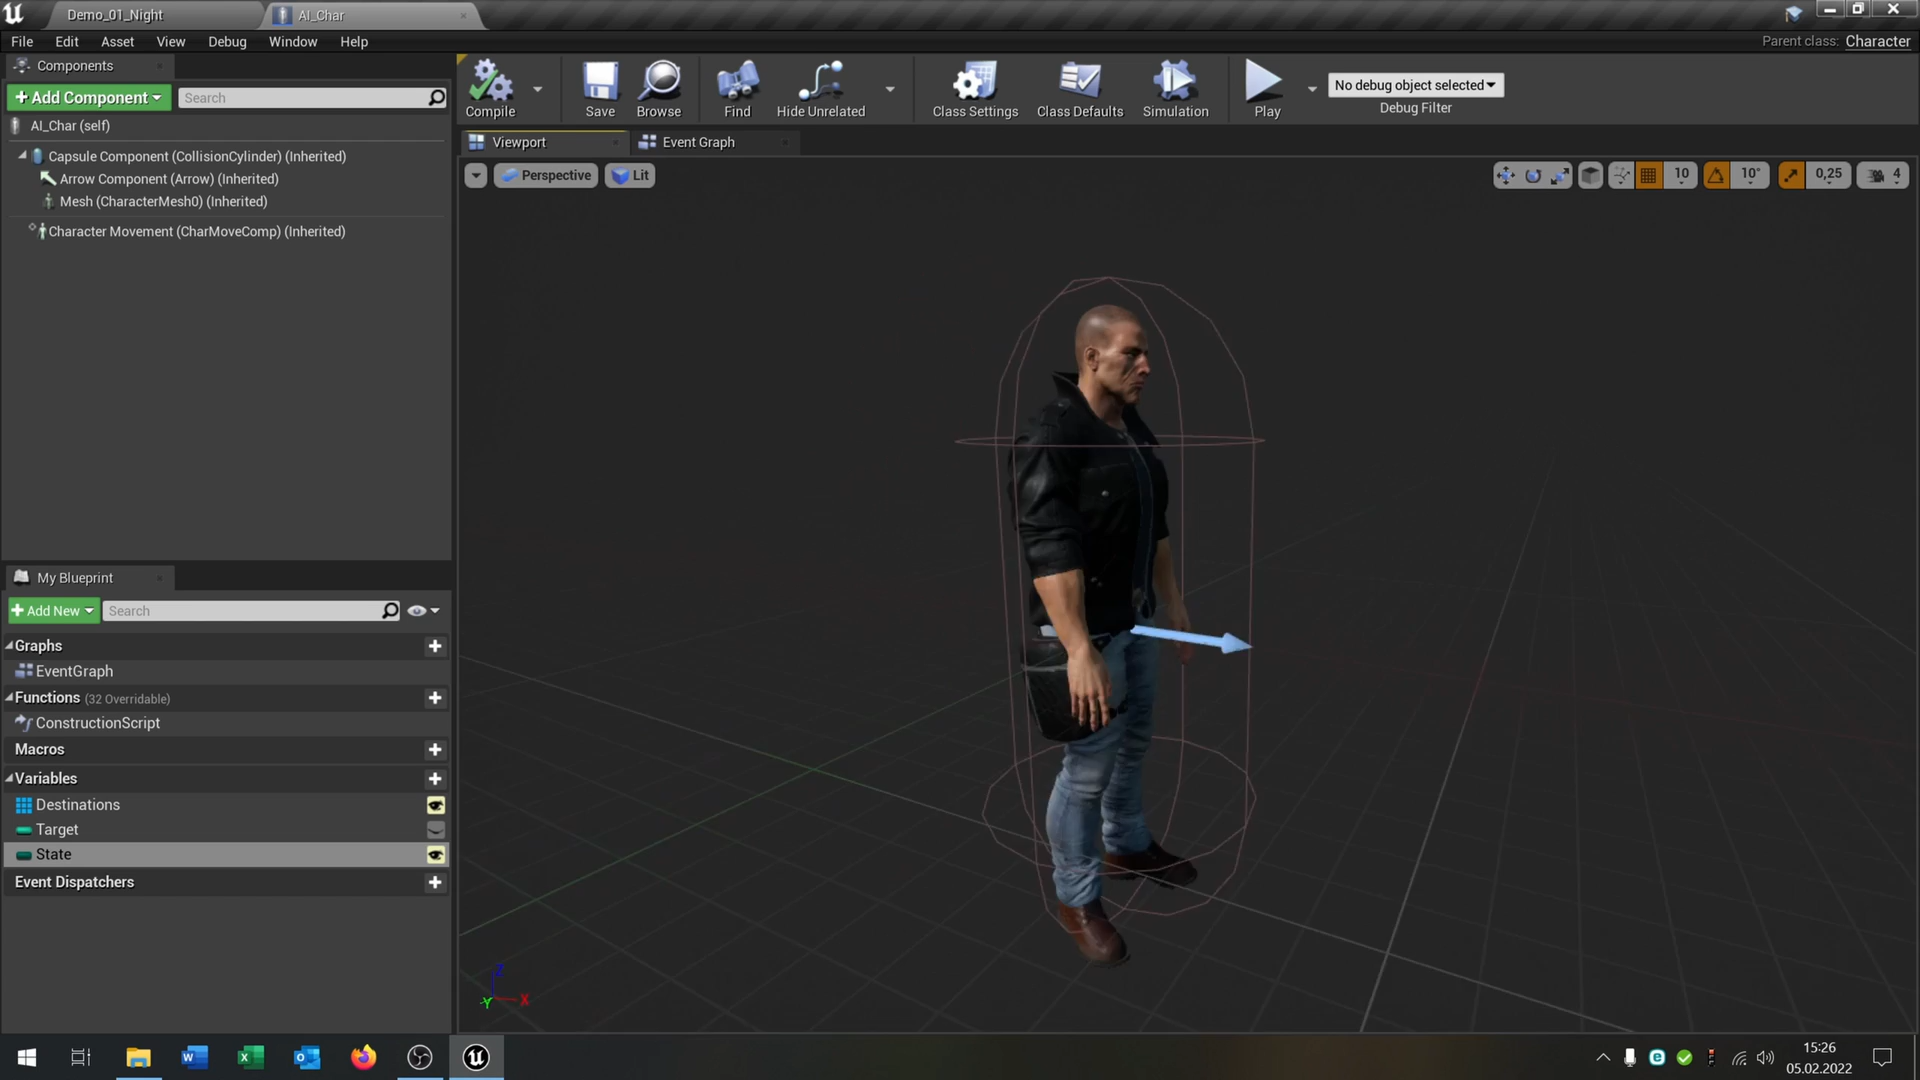 Demo_01_Night
AI_Char
File Edit Asset View Debug Window Help
Parent class: Character
Components
Add Component
Search
AI_Char (self)
Capsule Component (CollisionCylinder) (Inherited)
Arrow Component (Arrow) (Inherited)
Mesh (CharacterMesh0) (Inherited)
Character Movement (CharMoveComp) (Inherited)
Compile
Save
Browse
Find
Hide Unrelated
Class Settings
Class Defaults
Simulation
Play
No debug object selected
Debug Filter
Viewport
Event Graph
Perspective
Lit
10
10°
0,25
4
My Blueprint
Add New
Search
Graphs
EventGraph
Functions (32 Overridable)
ConstructionScript
Macros
Variables
Destinations
Target
State
Event Dispatchers
Z
Y
X
15:26
05.02.2022